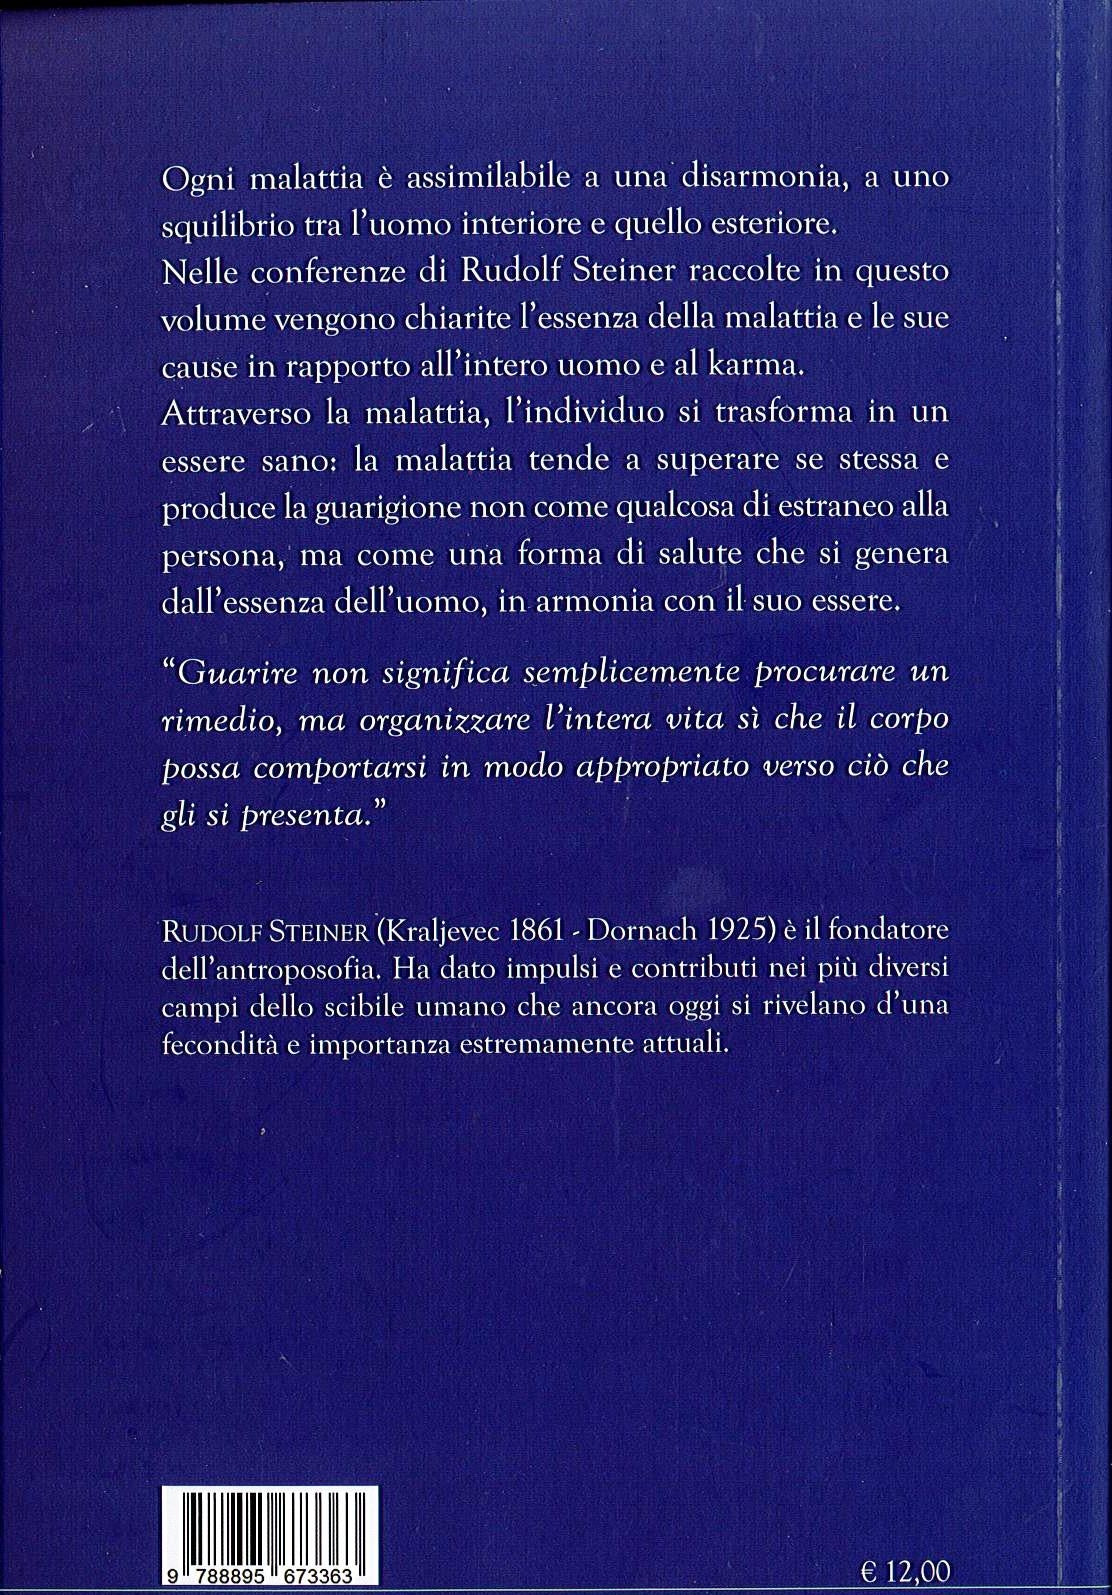 Ogni malattia è assimilabile a una disarmonia, a uno
squilibrio tra l'uomo interiore e quello esteriore.
Nelle conferenze di Rudolf Steiner raccolte in questo
volume vengono chiarite l'essenza della malattia e le sue
cause in rapporto all'intero uomo e al karma.
Attraverso la malattia, l'individuo si trasforma in un
essere sano: la malattia tende a superare se stessa e
produce la guarigione non come qualcosa di estraneo alla
persona, ma come una forma di salute che si genera
dall'essenza dell'uomo, in armonia con il suo essere.
“Guarire non significa semplicemente procurare un
rimedio, ma organizzare l'intera vita sì che il corpo
possa comportarsi in modo appropriato verso ciò che
gli si presenta.”
RUDOLF STEINER (Kraljevec 1861 - Dornach 1925) è il fondatore
dell'antroposofia. Ha dato impulsi e contributi nei più diversi
campi dello scibile umano che ancora oggi si rivelano d'una
fecondità e importanza estremamente attuali.
9 788895 673363
€ 12,00